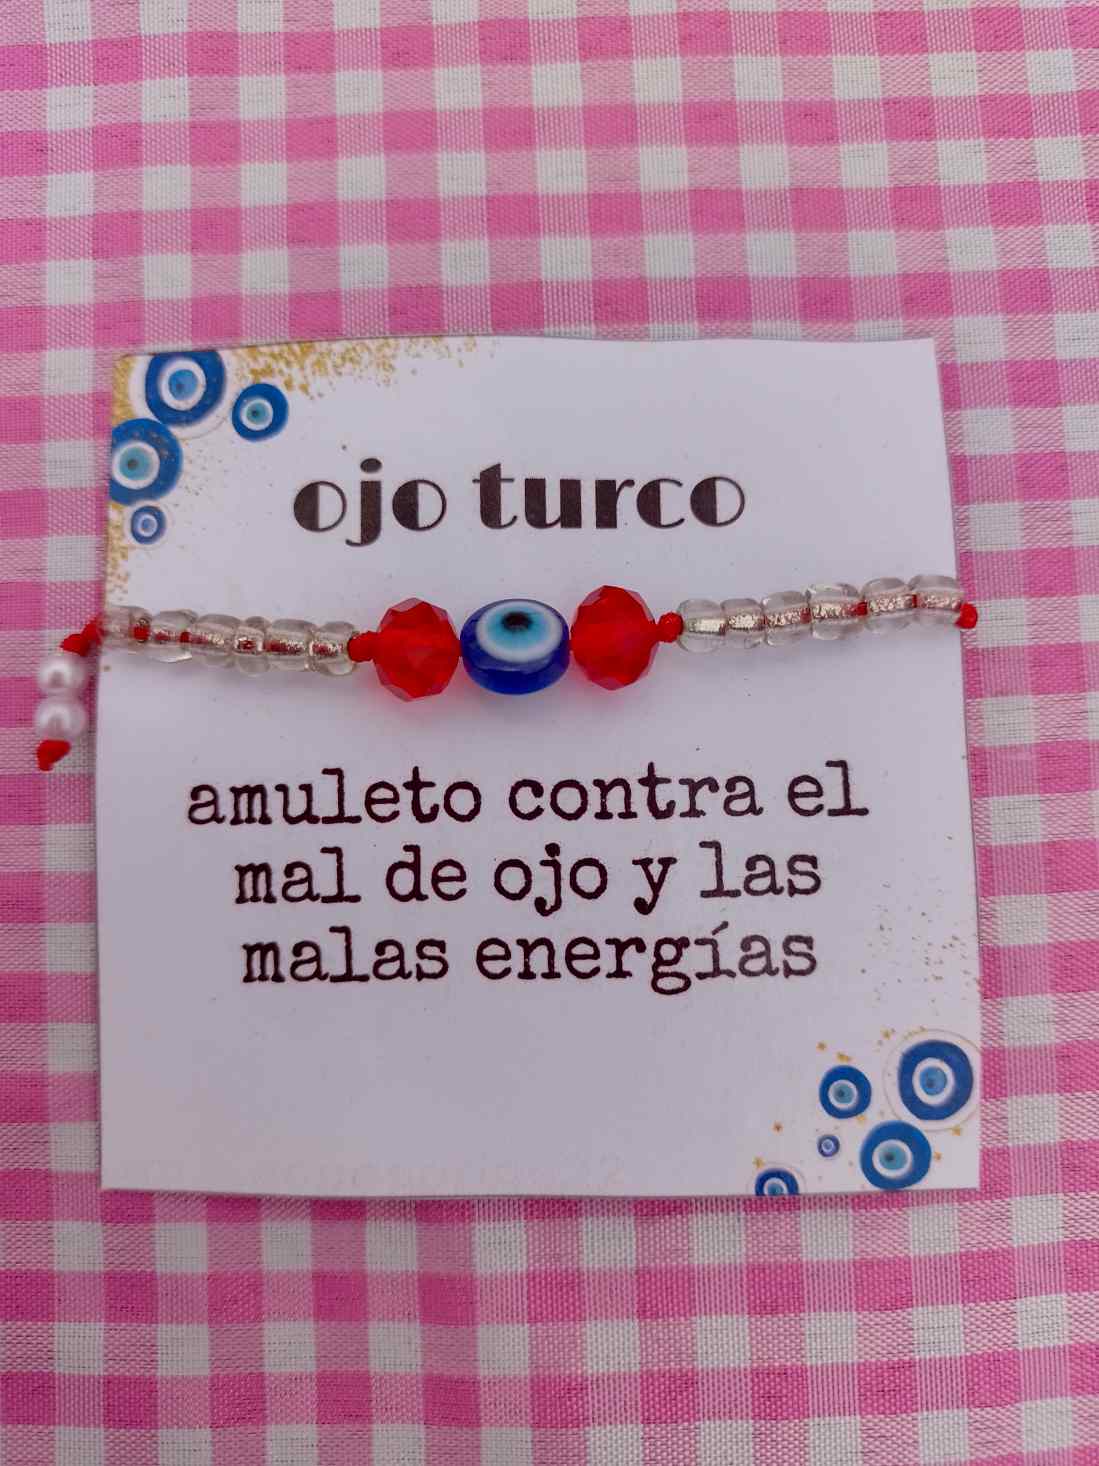 ojo turco
amuleto contra el
mal de ojo y las
malas energías